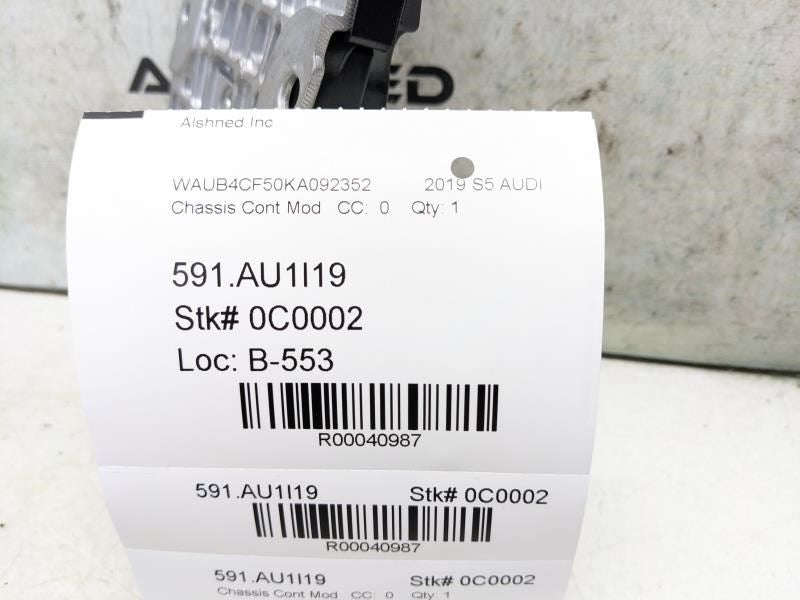 Alshned Inc
WAUB4CF50KA092352 2019 S5 AUDI
Chassis Cont Mod CC: 0 Qty: 1
591.AU1I19
Stk# 0C0002
Loc: B-553
R00040987
591.AU1I19 Stk# 0C0002
R00040987
591.AU1I19 Stk# 0C0002
Chassis Cont Mod CC: 0 Qty: 1